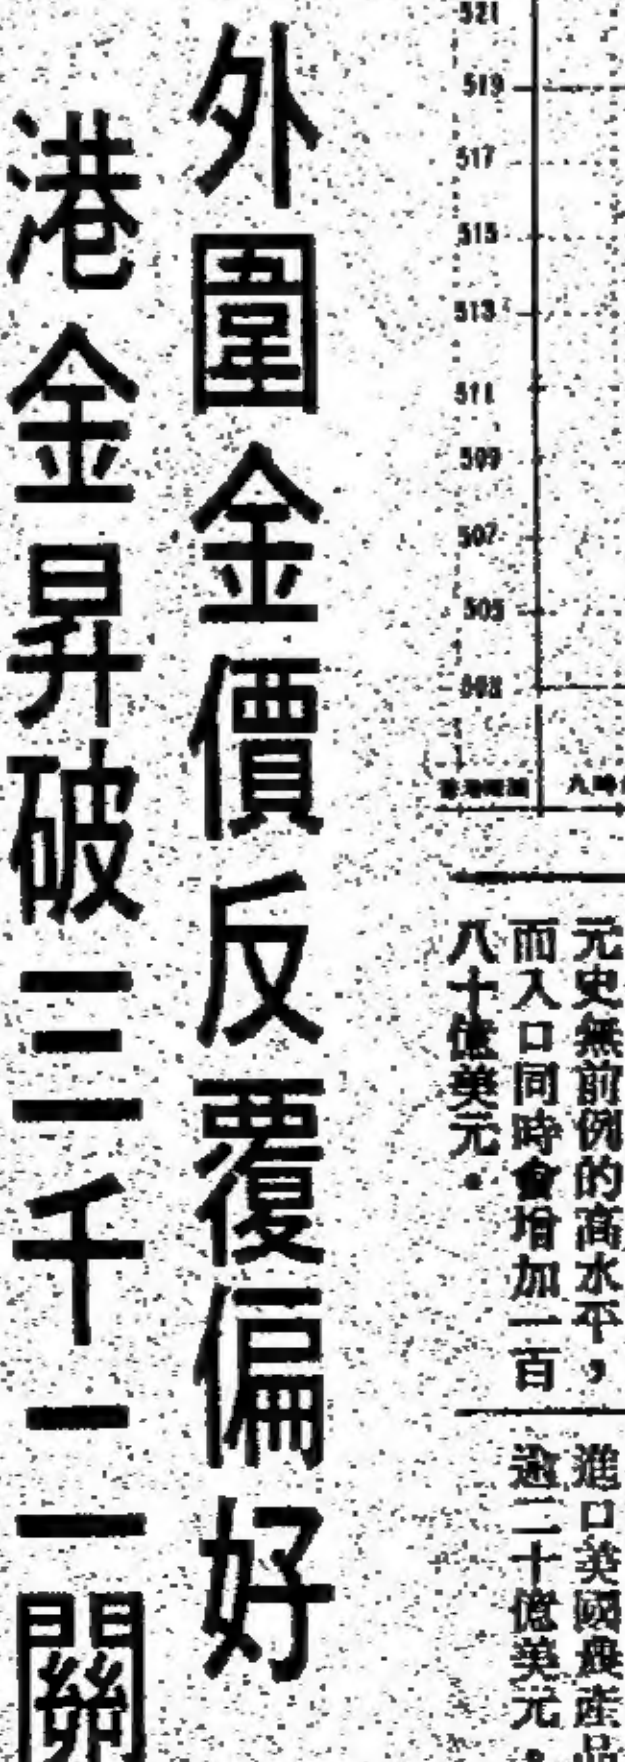 外圍金價反覆偏好
港金昇破三千二關
521
519
517
515
513
511
509
507
505
503
八時
元史無前例的高水平，
而入口同時會增加一百
八十億美元．
進口美國農產品
逾二十億美元．